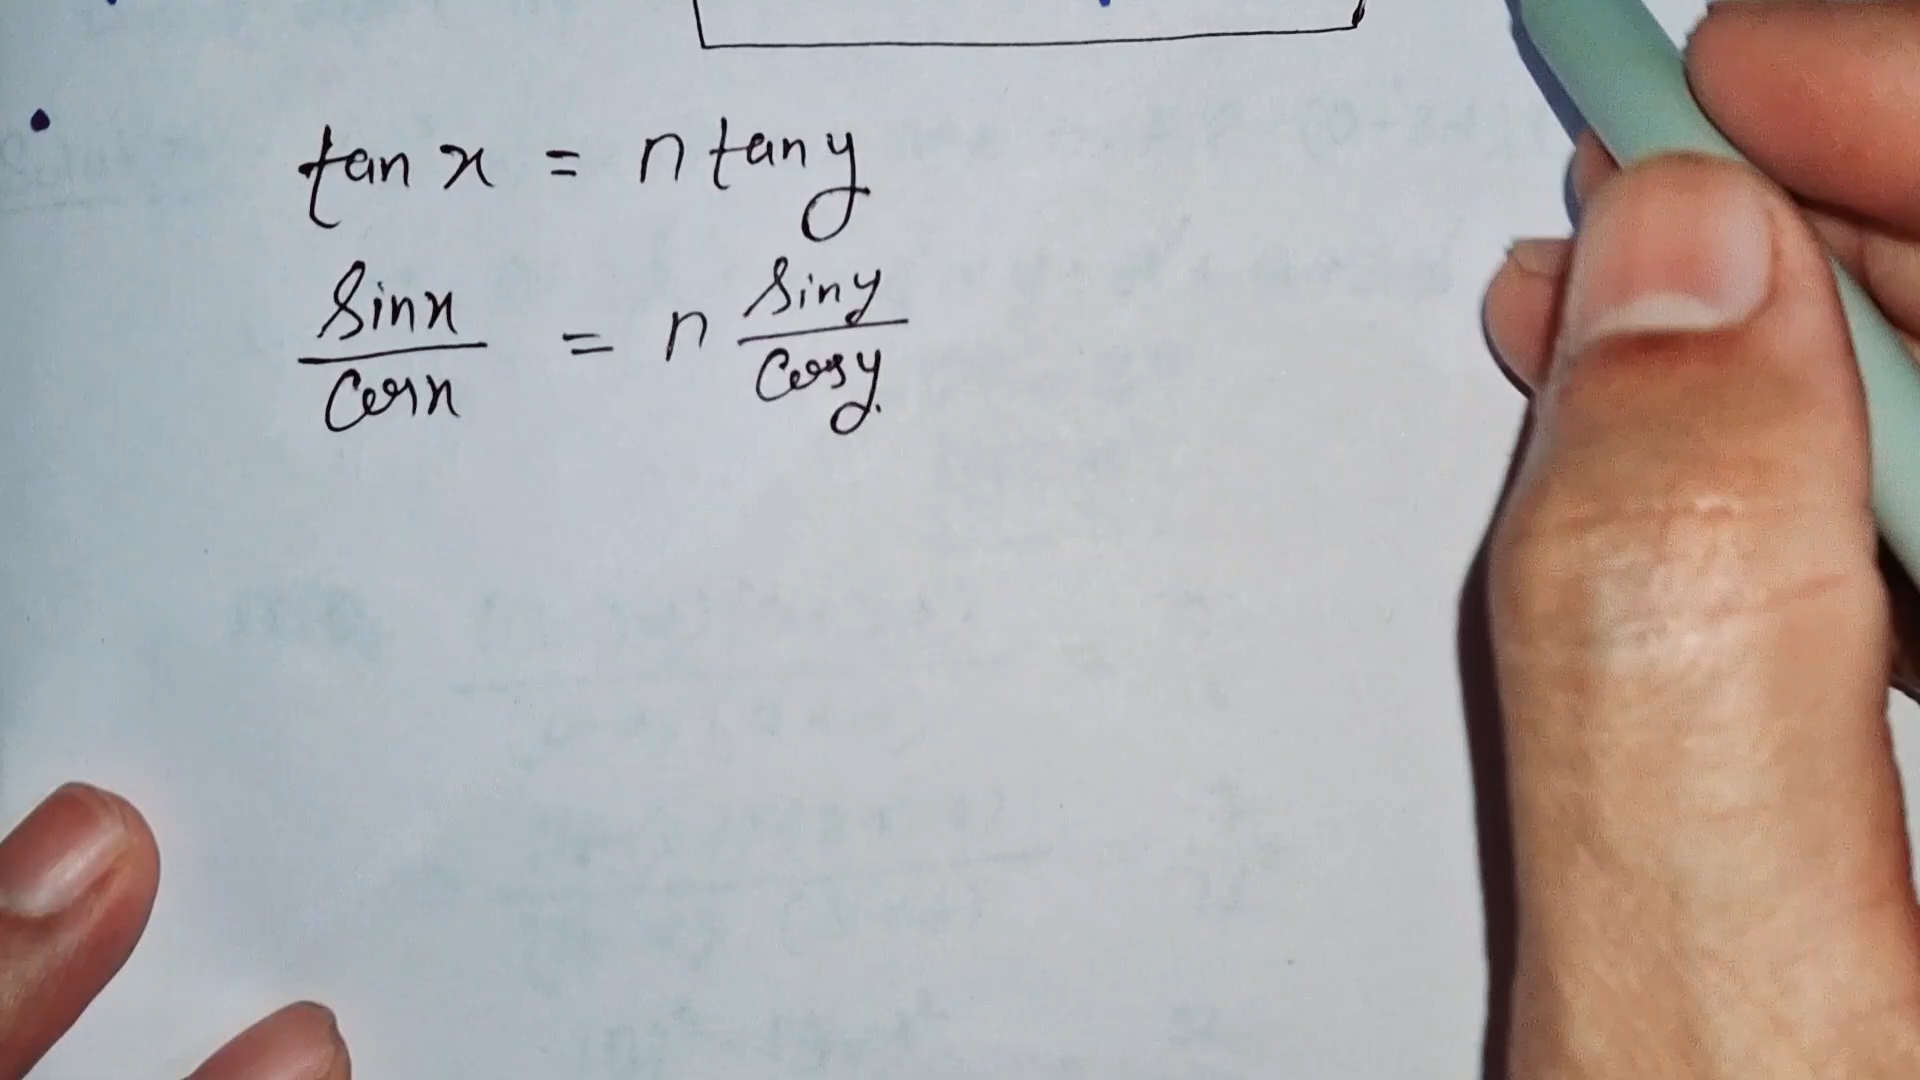 tan x = n tan y
sin x / cos x = n sin y / cos y